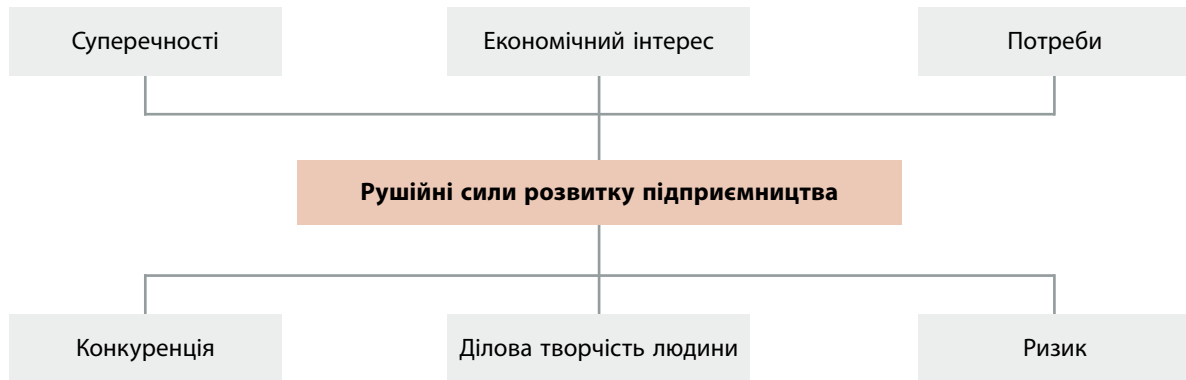 Суперечності
Економічний інтерес
Потреби
Рушійні сили розвитку підприємництва
Конкуренція
Ділова творчість людини
Ризик